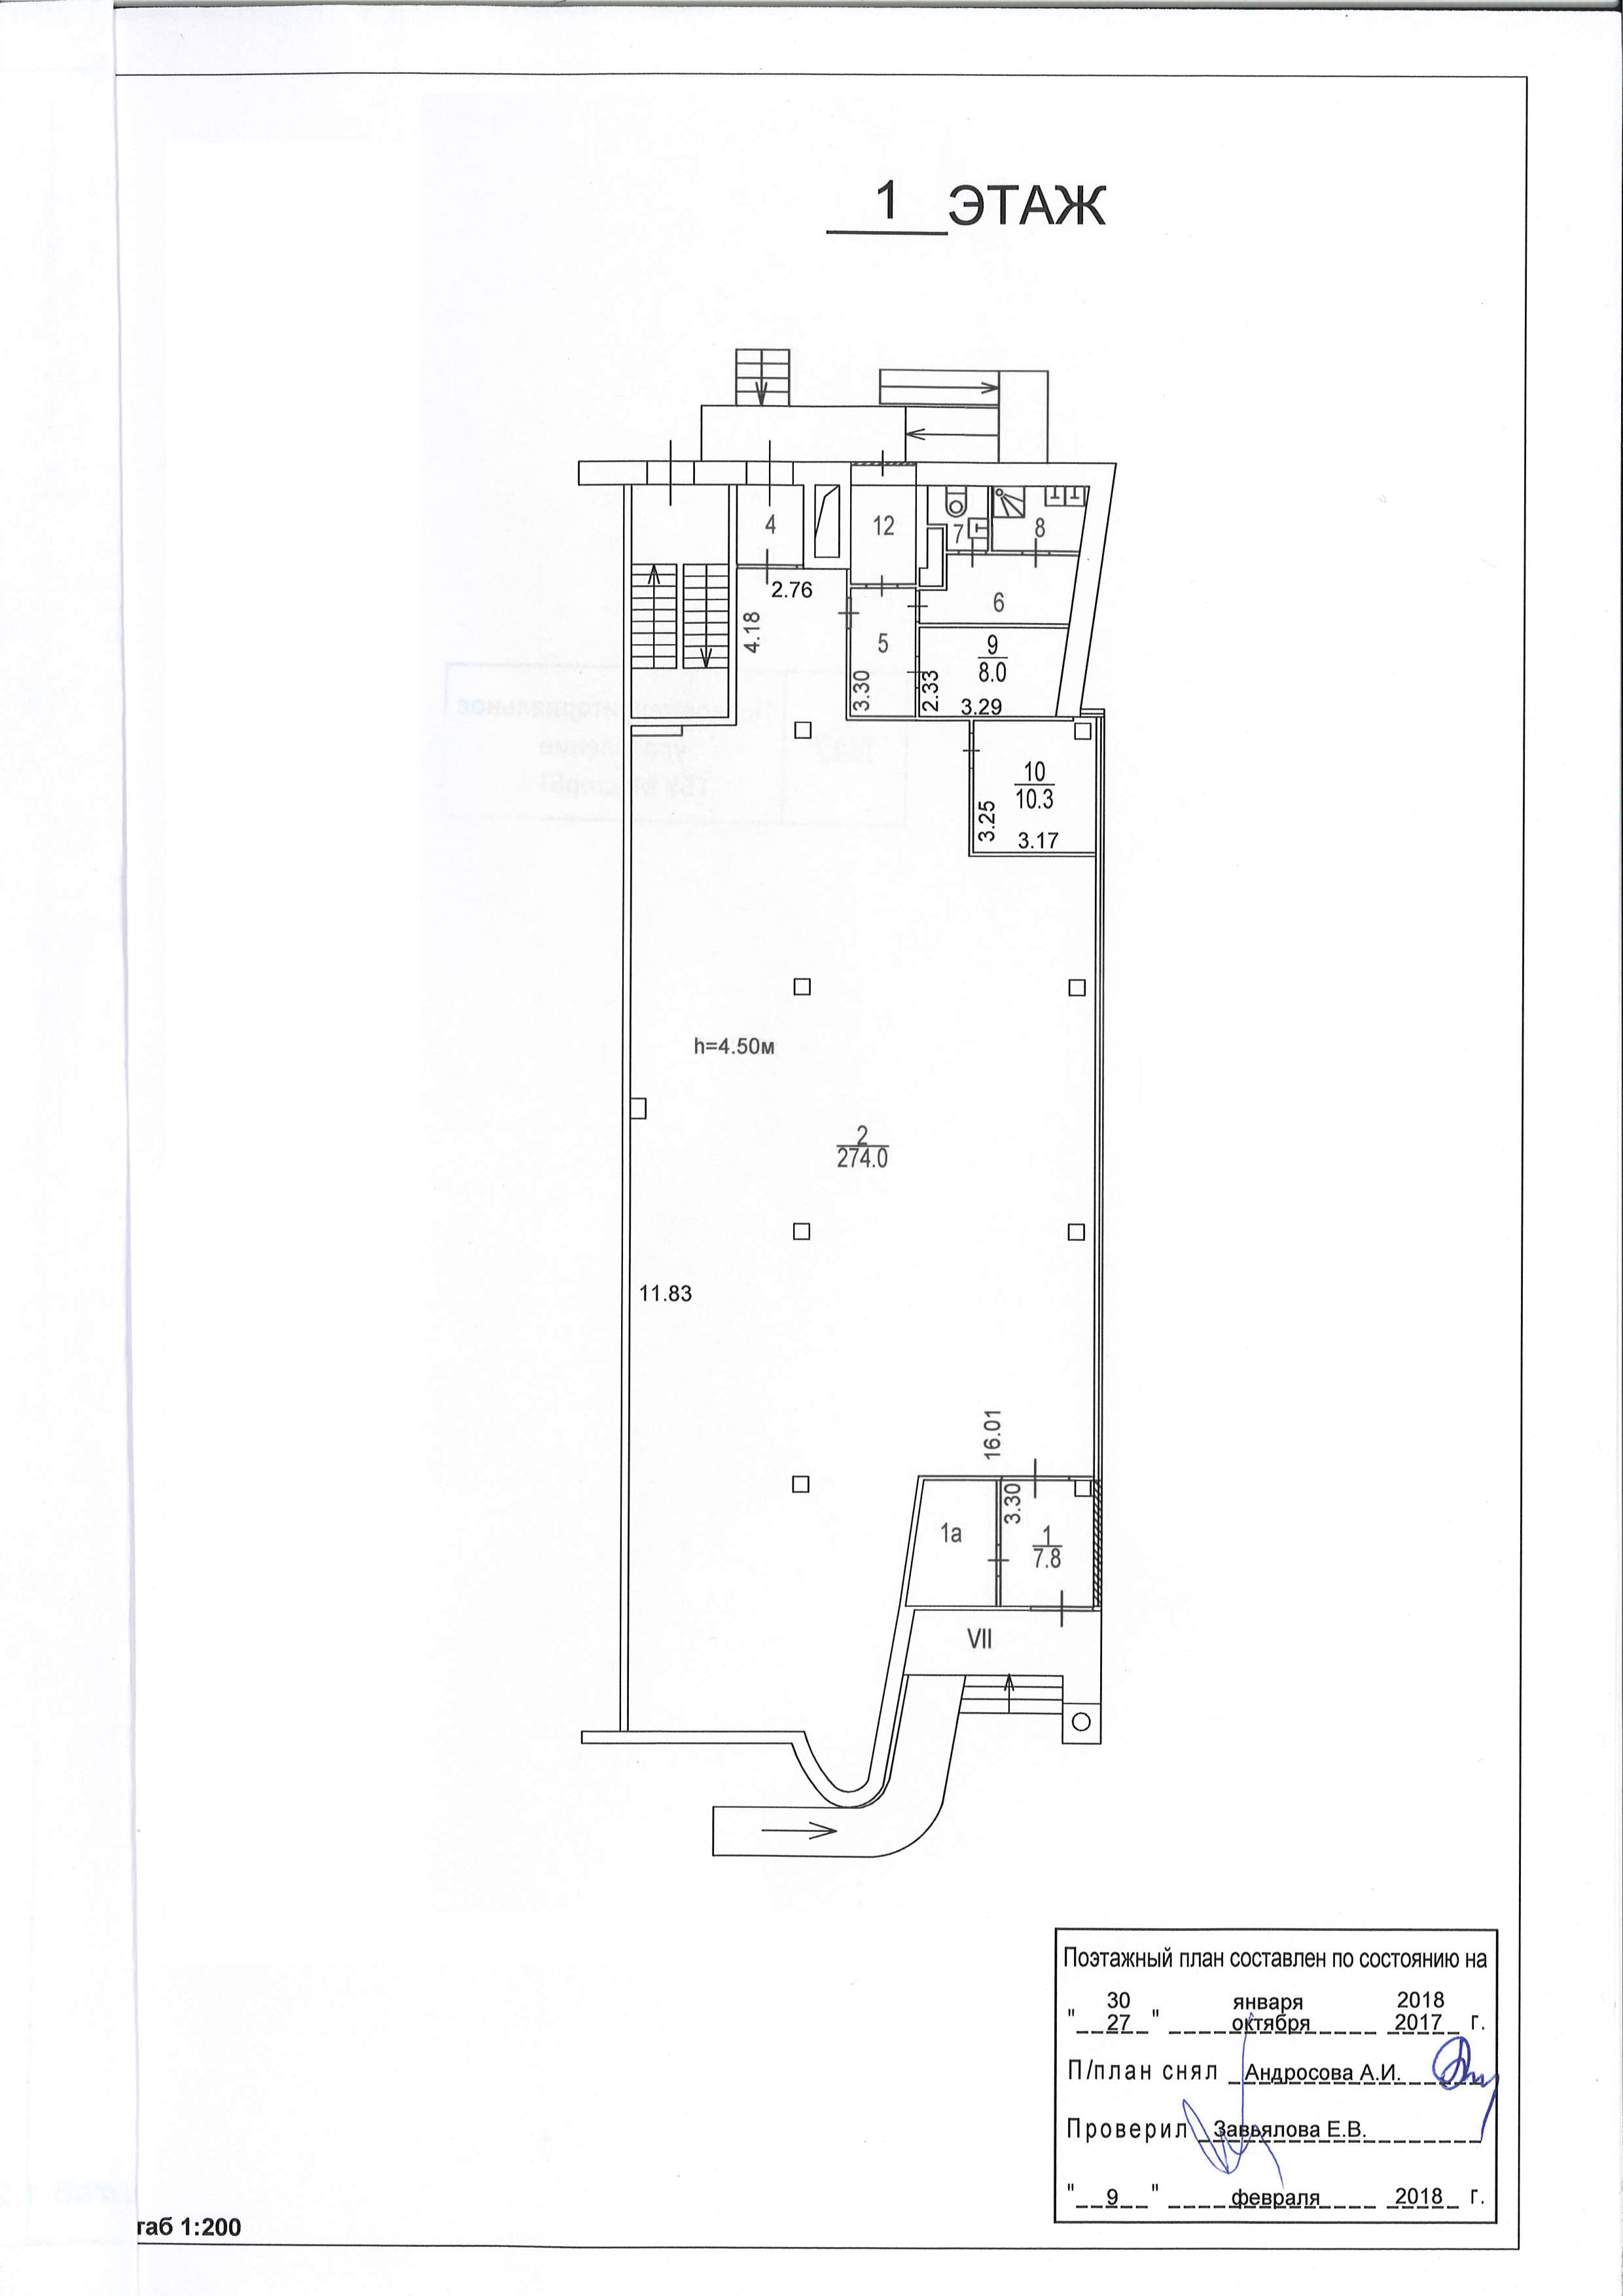 1 ЭТАЖ
4
12
7
8
2.76
4.18
6
5
9
8.0
3.30
2.33
3.29
10
10.3
3.25
3.17
h=4.50м
2
274.0
11.83
16.01
3.30
1а
1
7.8
VII
Поэтажный план составлен по состоянию на
30 января 2018
" 27 " октября 2017 г.
П/план снял Андросова А.И.
Проверил Завьялова Е.В.
" 9 " февраля 2018 г.
таб 1:200